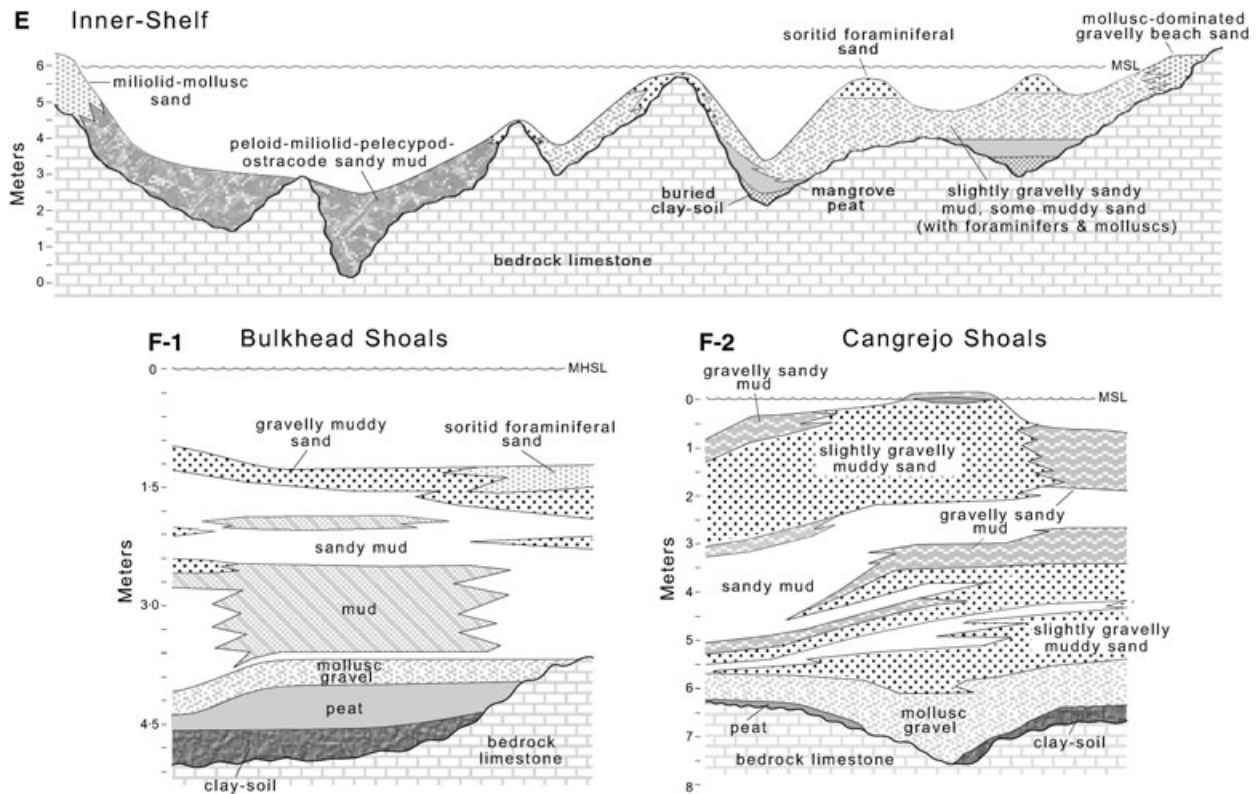 E Inner-Shelf
mollusc-dominated
gravelly beach sand
soritid foraminiferal
sand
MSL
miliolid-mollusc
sand
peloid-miliolid-pelecypod-
ostracode sandy mud
Meters
6
5
4
3
2
1
0
buried
clay-soil
mangrove
peat
slightly gravelly sandy
mud, some muddy sand
(with foraminifers & molluscs)
bedrock limestone
F-1 Bulkhead Shoals
0
MHSL
gravelly muddy
sand
soritid foraminiferal
sand
1·5
sandy mud
Meters
3·0
mud
mollusc
gravel
peat
4·5
bedrock
limestone
clay-soil
F-2 Cangrejo Shoals
gravelly sandy
mud
0
MSL
1
slightly gravelly
muddy sand
2
gravelly sandy
mud
3
Meters
sandy mud
4
slightly gravelly
muddy sand
5
6
peat
mollusc
gravel
7
clay-soil
bedrock limestone
8